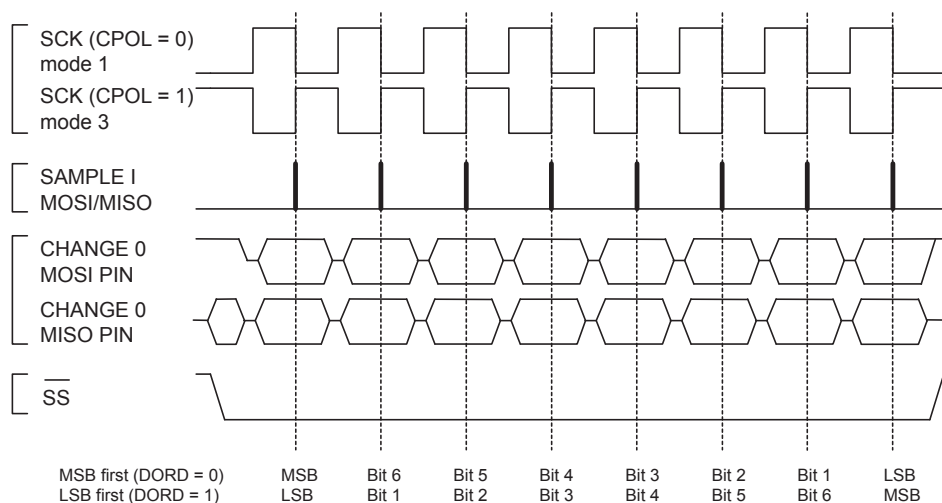 SCK (CPOL = 0)
mode 1
SCK (CPOL = 1)
mode 3
SAMPLE I
MOSI/MISO
CHANGE 0
MOSI PIN
CHANGE 0
MISO PIN
SS
MSB first (DORD = 0) MSB Bit 6 Bit 5 Bit 4 Bit 3 Bit 2 Bit 1 LSB
LSB first (DORD = 1) LSB Bit 1 Bit 2 Bit 3 Bit 4 Bit 5 Bit 6 MSB